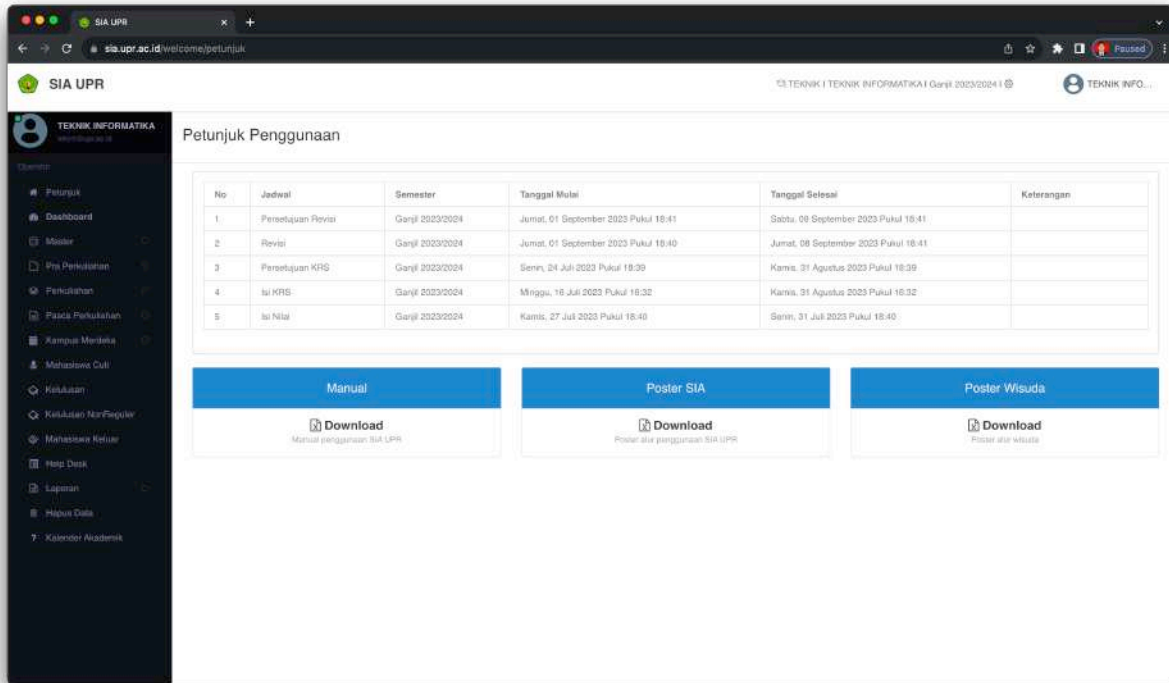 SIA UPR
sia.upr.ac.id/welcome/petunjuk
Paused
SIA UPR
TEKNIK I TEKNIK INFORMATIKA I Ganjil 2023/2024 I
TEKNIK INFO...
TEKNIK INFORMATIKA
Operator
Petunjuk
Dashboard
Master
Pra Perkuliahan
Perkuliahan
Pasca Perkuliahan
Kampus Merdeka
Mahasiswa Cuti
Kelulusan
Kelulusan NonReguler
Mahasiswa Keluar
Help Desk
Laporan
Hapus Data
Kalender Akademik
Petunjuk Penggunaan
No Jadwal Semester Tanggal Mulai Tanggal Selesai Keterangan
1 Persetujuan Revisi Ganjil 2023/2024 Jumat, 01 September 2023 Pukul 18:41 Sabtu, 09 September 2023 Pukul 18:41
2 Revisi Ganjil 2023/2024 Jumat, 01 September 2023 Pukul 18:40 Jumat, 08 September 2023 Pukul 18:41
3 Persetujuan KRS Ganjil 2023/2024 Senin, 24 Juli 2023 Pukul 18:39 Kamis, 31 Agustus 2023 Pukul 18:39
4 Isi KRS Ganjil 2023/2024 Minggu, 16 Juli 2023 Pukul 16:32 Kamis, 31 Agustus 2023 Pukul 16:32
5 Isi Nilai Ganjil 2023/2024 Kamis, 27 Juli 2023 Pukul 18:40 Senin, 31 Juli 2023 Pukul 18:40
Manual
Download
Manual penggunaan SIA UPR
Poster SIA
Download
Poster alur penggunaan SIA UPR
Poster Wisuda
Download
Poster alur wisuda